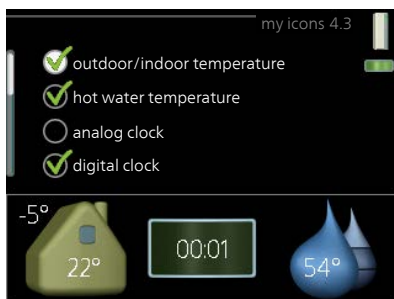 my icons 4.3
outdoor/indoor temperature
hot water temperature
analog clock
digital clock
-5°
22°
00:01
54°